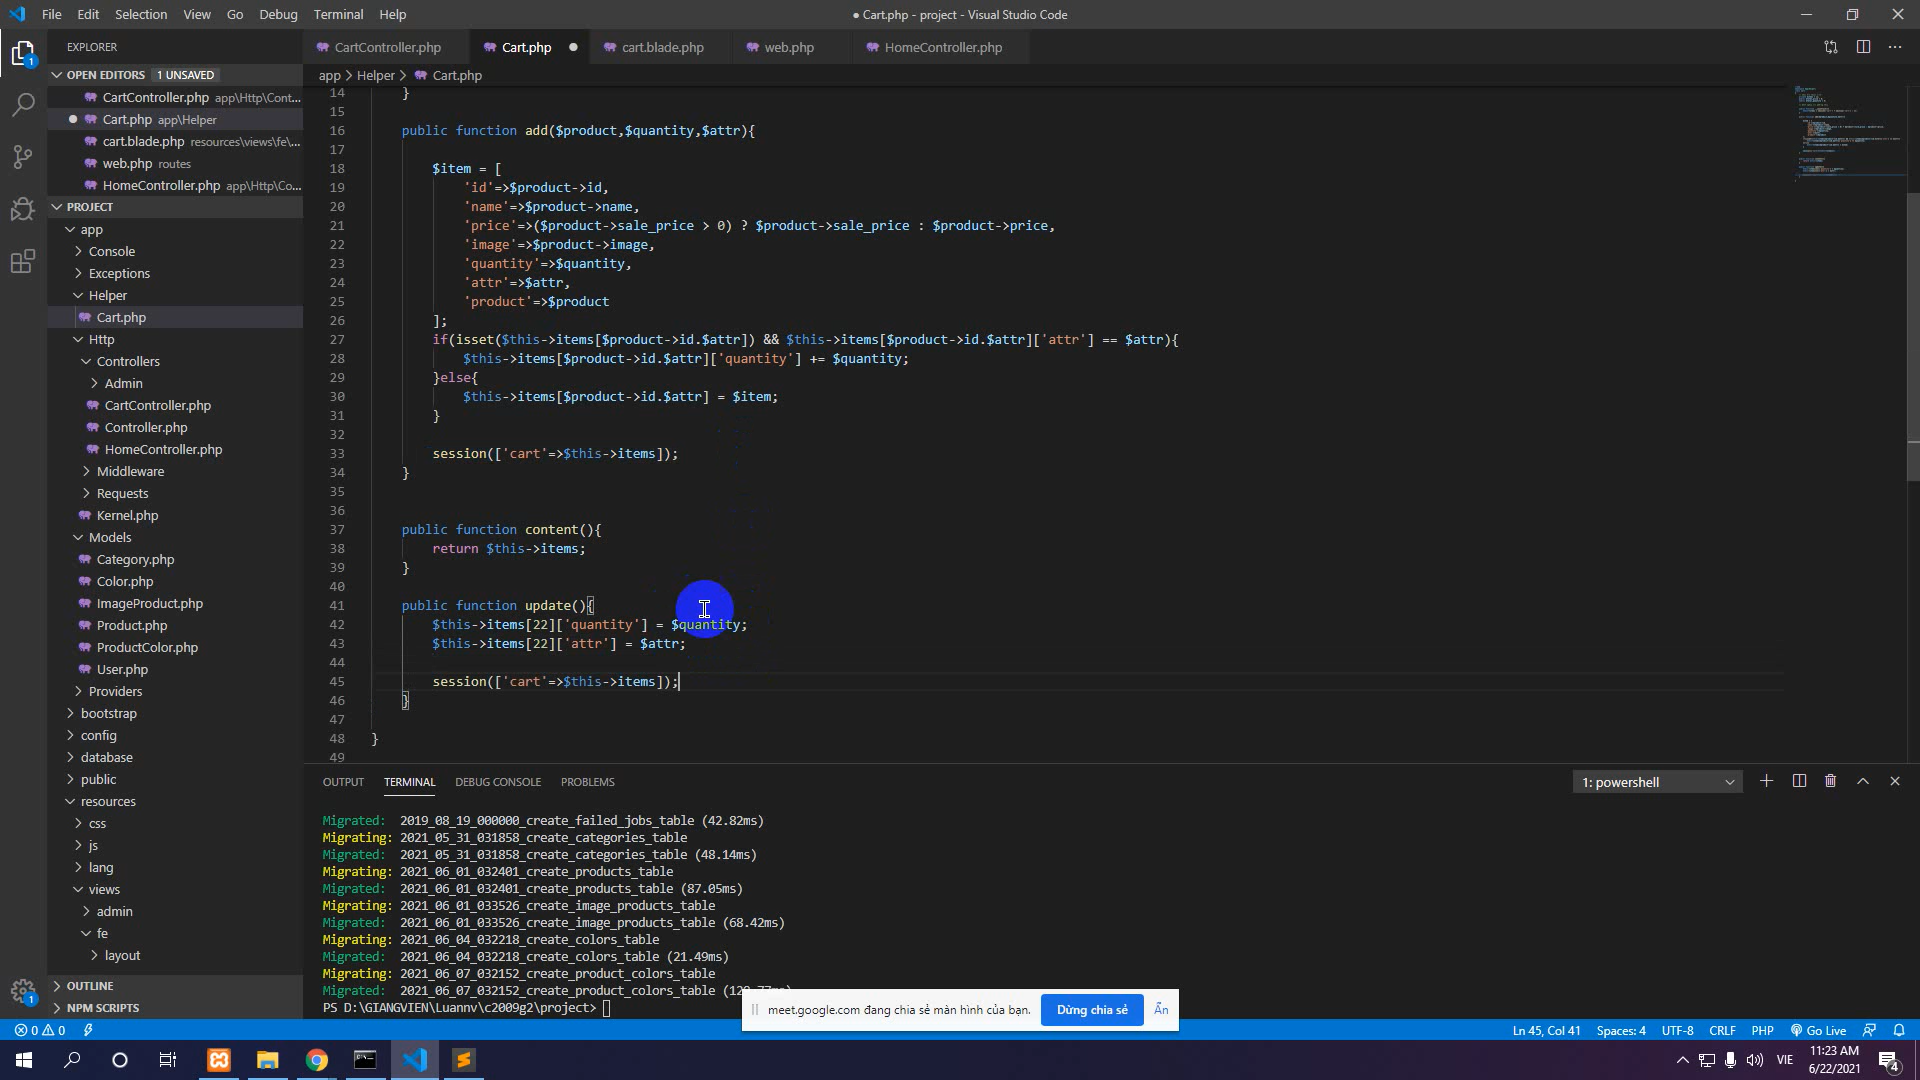 File Edit Selection View Go Debug Terminal Help
● Cart.php - project - Visual Studio Code
EXPLORER
CartController.php
Cart.php
cart.blade.php
web.php
HomeController.php
OPEN EDITORS 1 UNSAVED
CartController.php app\Http\Cont...
Cart.php app\Helper
cart.blade.php resources\views\fe\...
web.php routes
HomeController.php app\Http\Co...
PROJECT
app
Console
Exceptions
Helper
Cart.php
Http
Controllers
Admin
CartController.php
Controller.php
HomeController.php
Middleware
Requests
Kernel.php
Models
Category.php
Color.php
ImageProduct.php
Product.php
ProductColor.php
User.php
Providers
bootstrap
config
database
public
resources
css
js
lang
views
admin
fe
layout
OUTLINE
NPM SCRIPTS
app > Helper > Cart.php
14 }
15
16 public function add($product,$quantity,$attr){
17
18 $item = [
19 'id'=>$product->id,
20 'name'=>$product->name,
21 'price'=>($product->sale_price > 0) ? $product->sale_price : $product->price,
22 'image'=>$product->image,
23 'quantity'=>$quantity,
24 'attr'=>$attr,
25 'product'=>$product
26 ];
27 if(isset($this->items[$product->id.$attr]) && $this->items[$product->id.$attr]['attr'] == $attr){
28 $this->items[$product->id.$attr]['quantity'] += $quantity;
29 }else{
30 $this->items[$product->id.$attr] = $item;
31 }
32
33 session(['cart'=>$this->items]);
34 }
35
36
37 public function content(){
38 return $this->items;
39 }
40
41 public function update(){
42 $this->items[22]['quantity'] = $quantity;
43 $this->items[22]['attr'] = $attr;
44
45 session(['cart'=>$this->items]);
46 }
47
48 }
49
OUTPUT TERMINAL DEBUG CONSOLE PROBLEMS
1: powershell
Migrated: 2019_08_19_000000_create_failed_jobs_table (42.82ms)
Migrating: 2021_05_31_031858_create_categories_table
Migrated: 2021_05_31_031858_create_categories_table (48.14ms)
Migrating: 2021_06_01_032401_create_products_table
Migrated: 2021_06_01_032401_create_products_table (87.05ms)
Migrating: 2021_06_01_033526_create_image_products_table
Migrated: 2021_06_01_033526_create_image_products_table (68.42ms)
Migrating: 2021_06_04_032218_create_colors_table
Migrated: 2021_06_04_032218_create_colors_table (21.49ms)
Migrating: 2021_06_07_032152_create_product_colors_table
Migrated: 2021_06_07_032152_create_product_colors_table
PS D:\GIANGVIEN\Luannv\c2009g2\project>
meet.google.com đang chia sẻ màn hình của bạn. Dừng chia sẻ Ẩn
0 0
Ln 45, Col 41 Spaces: 4 UTF-8 CRLF PHP Go Live
VIE
11:23 AM
6/22/2021
4